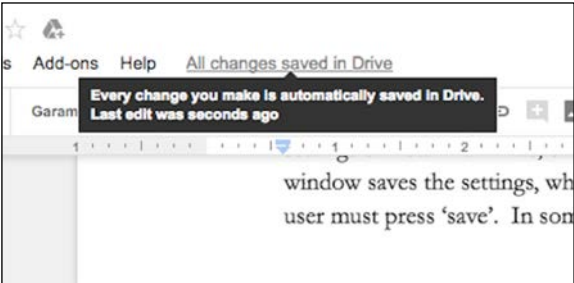 s Add-ons Help All changes saved in Drive
Every change you make is automatically saved in Drive.
Last edit was seconds ago
Garam
1 1 2
window saves the settings, wh
user must press ‘save’. In som